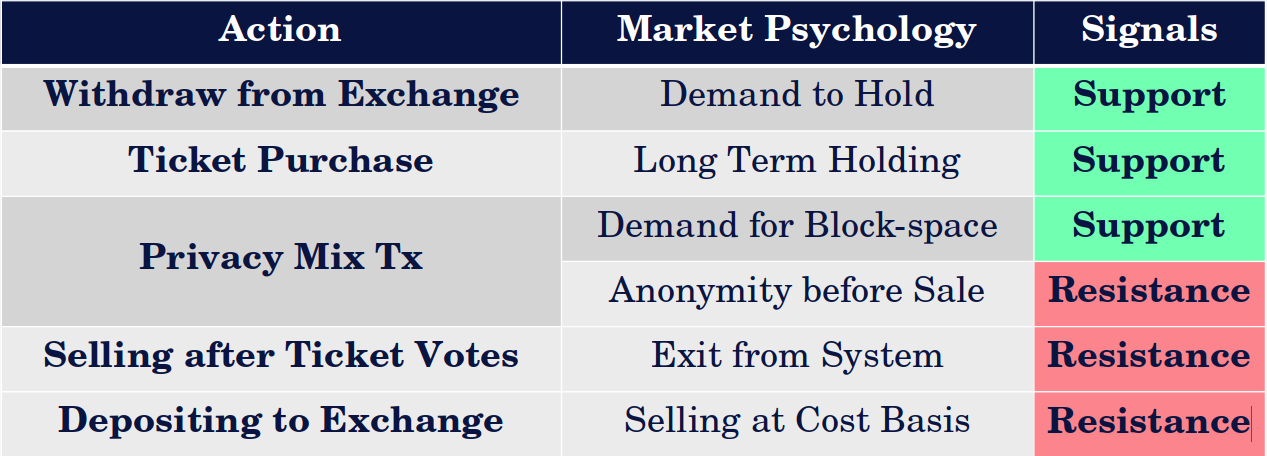 Action Market Psychology Signals
Withdraw from Exchange Demand to Hold Support
Ticket Purchase Long Term Holding Support
Privacy Mix Tx Demand for Block-space Support
Anonymity before Sale Resistance
Selling after Ticket Votes Exit from System Resistance
Depositing to Exchange Selling at Cost Basis Resistance